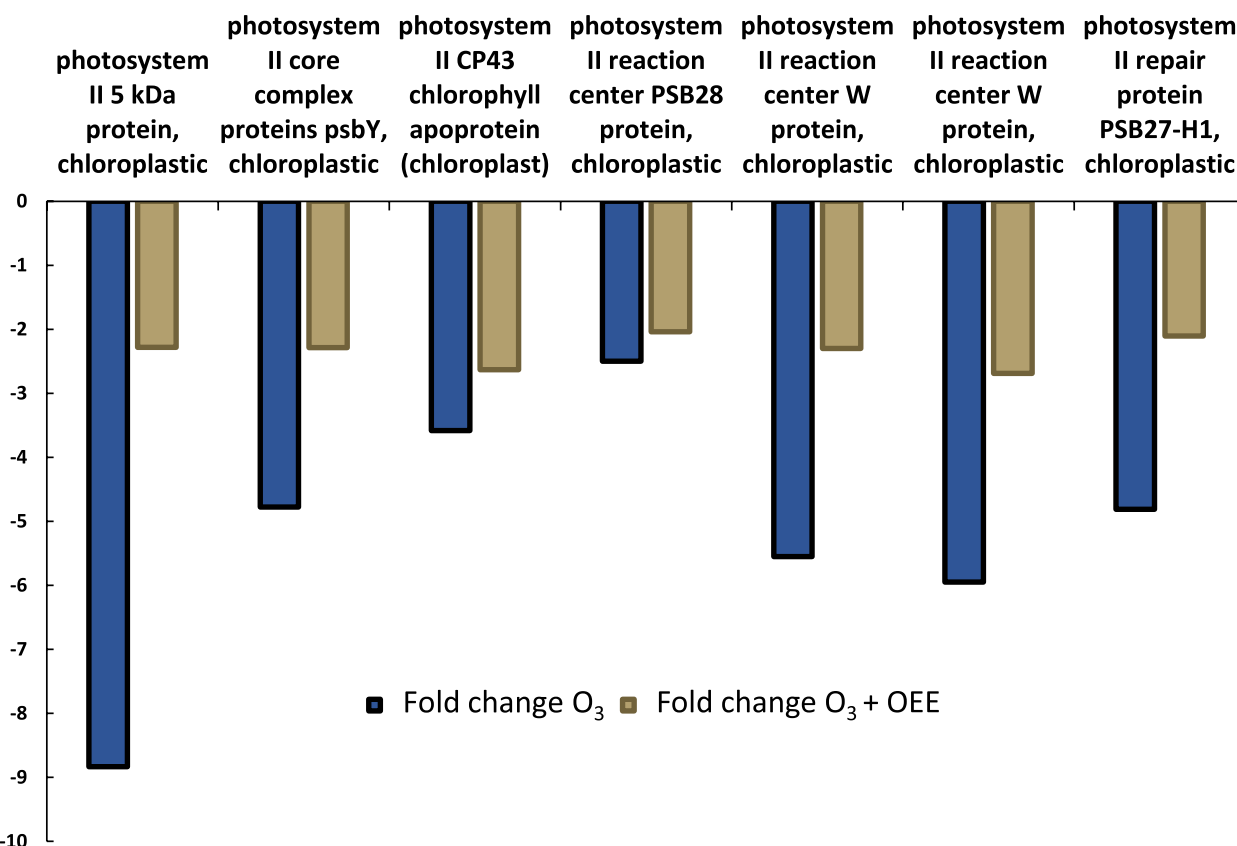 photosystem
II 5 kDa
protein,
chloroplastic
photosystem
II core
complex
proteins psbY,
chloroplastic
photosystem
II CP43
chlorophyll
apoprotein
(chloroplast)
photosystem
II reaction
center PSB28
protein,
chloroplastic
photosystem
II reaction
center W
protein,
chloroplastic
photosystem
II reaction
center W
protein,
chloroplastic
photosystem
II repair
protein
PSB27-H1,
chloroplastic
0
-1
-2
-3
-4
-5
-6
-7
-8
-9
-10
Fold change O₃
Fold change O₃ + OEE